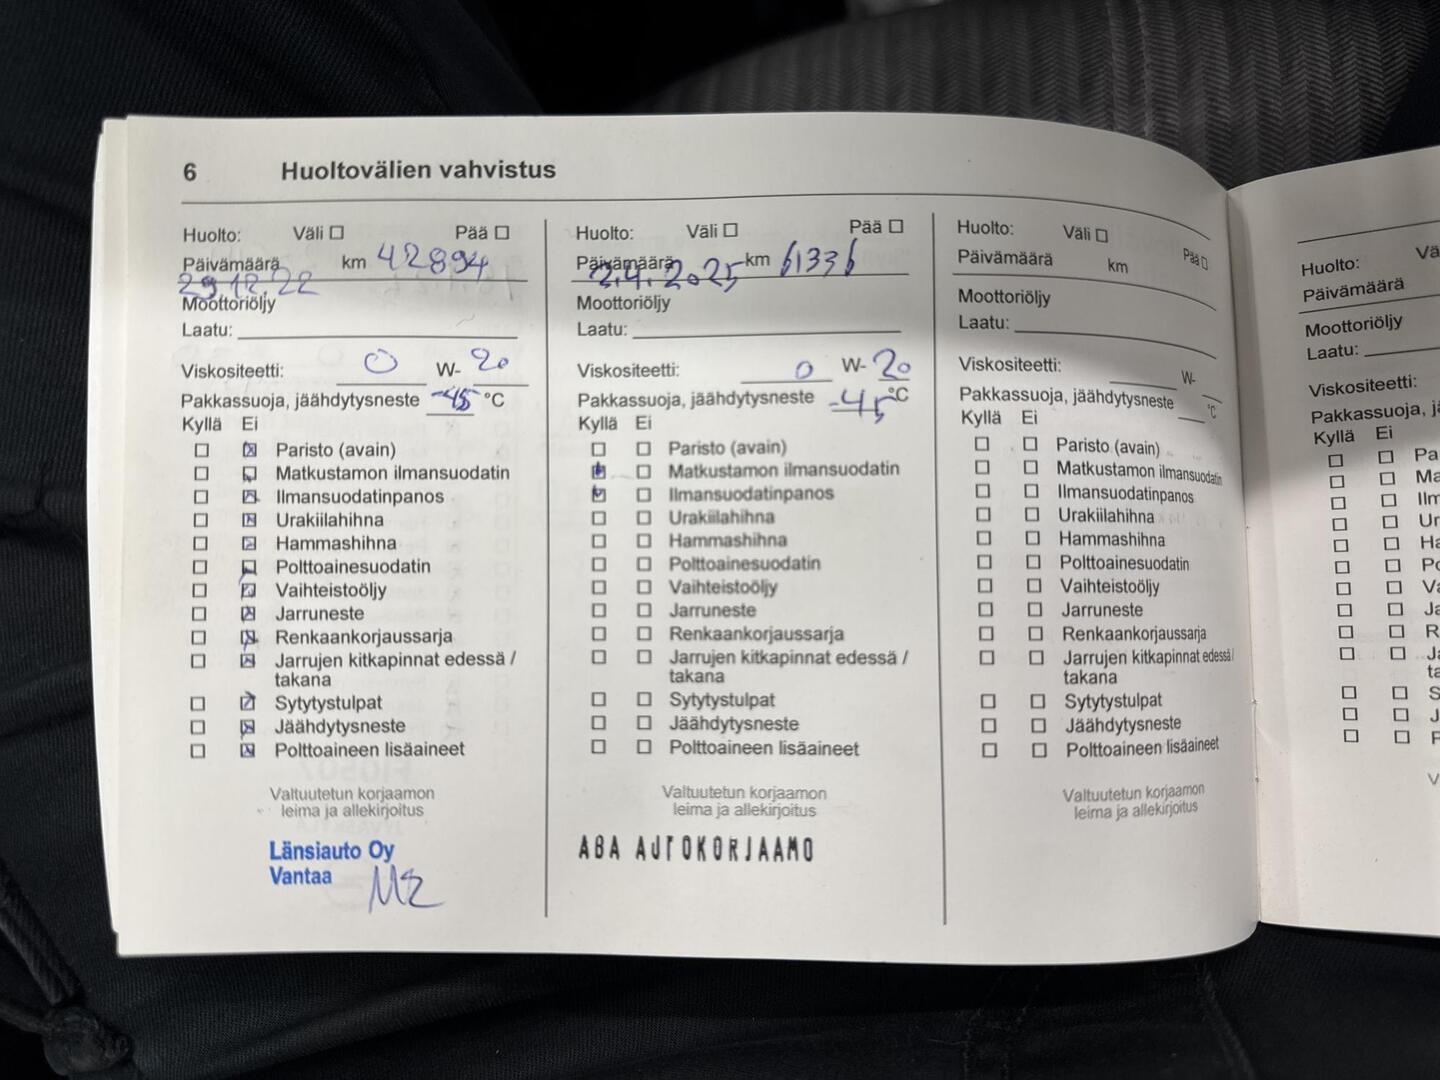 6 Huoltovälien vahvistus
Huolto: Väli Pää
Päivämäärä km 42894
29.12.22
Moottoriöljy
Laatu:
Viskositeetti: 0 W- 20
Pakkassuoja, jäähdytysneste -45 °C
Kyllä Ei
Paristo (avain)
Matkustamon ilmansuodatin
Ilmansuodatinpanos
Urakiilahihna
Hammashihna
Polttoainesuodatin
Vaihteistoöljy
Jarruneste
Renkaankorjaussarja
Jarrujen kitkapinnat edessä /
takana
Sytytystulpat
Jäähdytysneste
Polttoaineen lisäaineet
Valtuutetun korjaamon
leima ja allekirjoitus
Länsiauto Oy
Vantaa
Huolto: Väli Pää
Päivämäärä km 61336
2.4.2025
Moottoriöljy
Laatu:
Viskositeetti: 0 W- 20
Pakkassuoja, jäähdytysneste -45 °C
Kyllä Ei
Paristo (avain)
Matkustamon ilmansuodatin
Ilmansuodatinpanos
Urakiilahihna
Hammashihna
Polttoainesuodatin
Vaihteistoöljy
Jarruneste
Renkaankorjaussarja
Jarrujen kitkapinnat edessä /
takana
Sytytystulpat
Jäähdytysneste
Polttoaineen lisäaineet
Valtuutetun korjaamon
leima ja allekirjoitus
ABA AUTOKORJAAMO
Huolto: Väli Pää
Päivämäärä km
Moottoriöljy
Laatu:
Viskositeetti: W-
Pakkassuoja, jäähdytysneste °C
Kyllä Ei
Paristo (avain)
Matkustamon ilmansuodatin
Ilmansuodatinpanos
Urakiilahihna
Hammashihna
Polttoainesuodatin
Vaihteistoöljy
Jarruneste
Renkaankorjaussarja
Jarrujen kitkapinnat edessä/
takana
Sytytystulpat
Jäähdytysneste
Polttoaineen lisäaineet
Valtuutetun korjaamon
leima ja allekirjoitus
Huolto:
Päivämäärä
Moottoriöljy
Laatu:
Viskositeetti:
Pakkassuoja,
Kyllä Ei